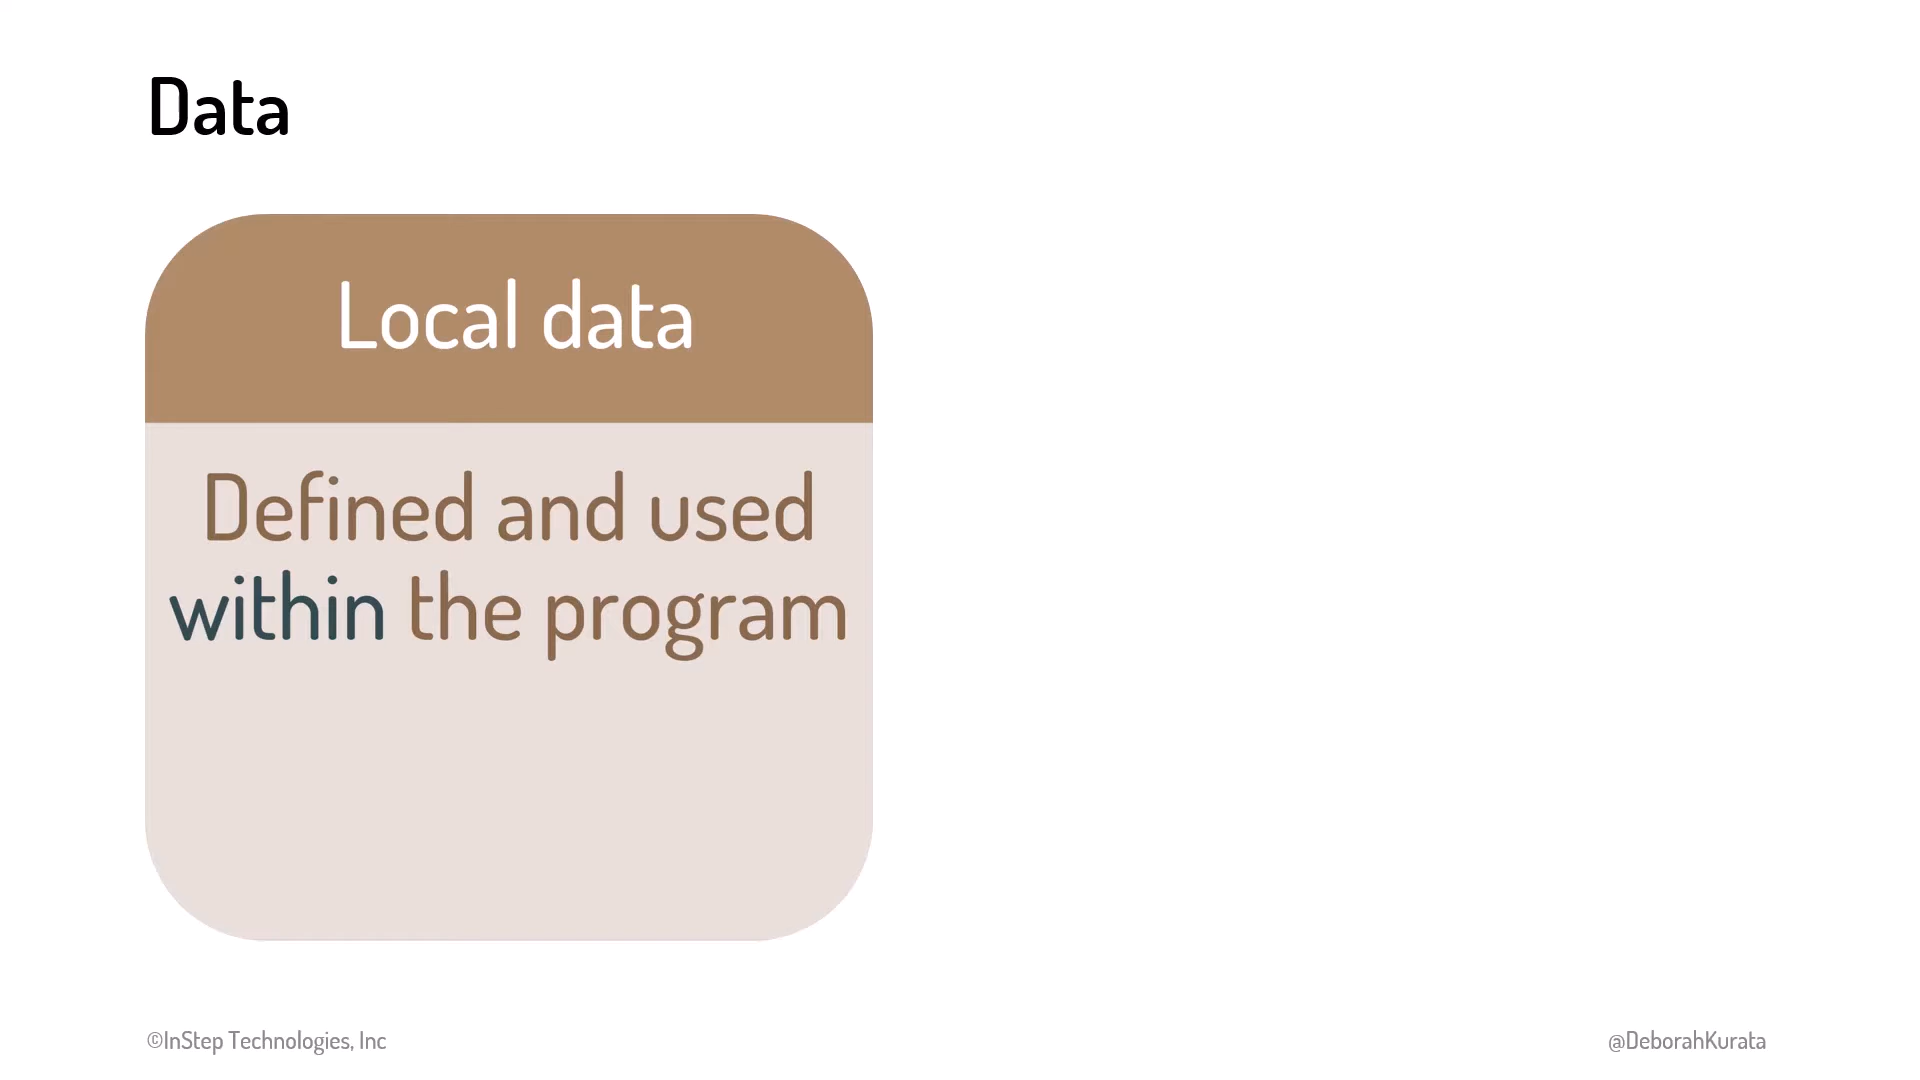 Data
Local data
Defined and used
within the program
©InStep Technologies, Inc
@DeborahKurata